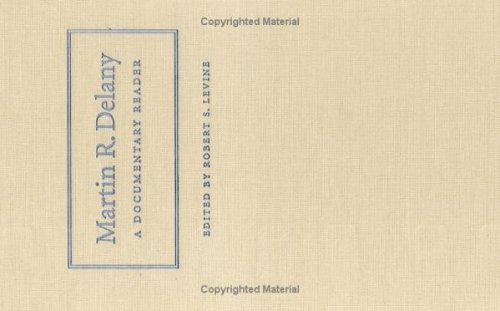 Copyrighted Material
Martin R. Delany
A DOCUMENTARY READER
EDITED BY ROBERT S. LEVINE
Copyrighted Material